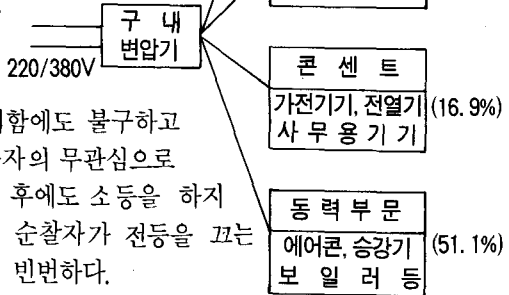 구 내
변압기
220/380V
콘 센 트
가전기기, 전열기
사 무 용 기 기
(16.9%)
에도 불구하고
자의 무관심으로
후에도 소등을 하지
순찰자가 전등을 끄는
빈번하다.
동 력 부 문
에어콘, 승강기
보 일 러 등
(51.1%)